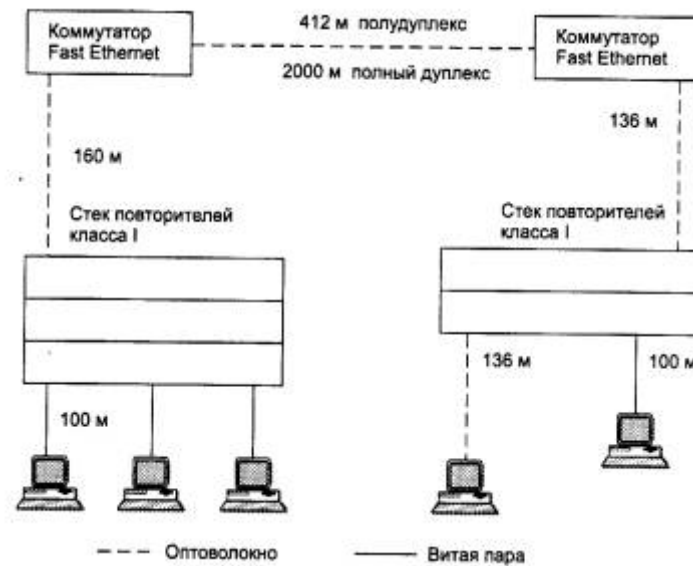 Коммутатор
Fast Ethernet
412 м полудуплекс
2000 м полный дуплекс
Коммутатор
Fast Ethernet
160 м
136 м
Стек повторителей
класса I
Стек повторителей
класса I
100 м
136 м
100 м
Оптоволокно
Витая пара